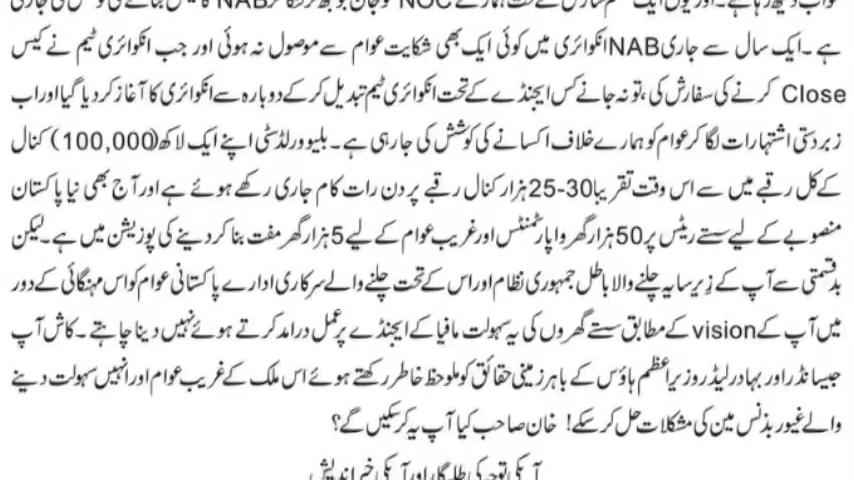 ہے۔ ایک سال سے جاری NAB انکوائری میں کوئی ایک بھی شکایت عوام سے موصول نہ ہوئی اور جب انکوائری ٹیم نے کیس
Close کرنے کی سفارش کی، تو نہ جانے کس ایجنڈے کے تحت انکوائری ٹیم تبدیل کر کے دوبارہ سے انکوائری کا آغاز کر دیا گیا اور اب
زبردستی اشتہارات لگا کر عوام کو ہمارے خلاف اکسانے کی کوشش کی جا رہی ہے۔ بلیو ورلڈ سٹی اپنے ایک لاکھ (100,000) کنال
کے کل رقبے میں سے اس وقت تقریبا 25-30 ہزار کنال رقبے پر دن رات کام جاری رکھے ہوئے ہے اور آج بھی نیا پاکستان
منصوبے کے لیے سستے ریٹس پر 50 ہزار گھر و اپارٹمنٹس اور غریب عوام کے لیے 5 ہزار گھر مفت بنا کر دینے کی پوزیشن میں ہے۔ لیکن
بدقسمتی سے آپ کے زیرِ سایہ چلنے والا باطل جمہوری نظام اور اس کے تحت چلنے والے سرکاری ادارے پاکستانی عوام کو اس مہنگائی کے دور
میں آپ کے vision کے مطابق سستے گھروں کی یہ سہولت مافیا کے ایجنڈے پر عمل درامد کرتے ہوئے نہیں دینا چاہتے۔ کاش آپ
جیسا نڈر اور بہادر لیڈر وزیراعظم ہاؤس کے باہر زمینی حقائق کو ملحوظ خاطر رکھتے ہوئے اس ملک کے غریب عوام اور انہیں سہولت دینے
والے غیور بزنس مین کی مشکلات حل کر سکے! خان صاحب کیا آپ یہ کر سکیں گے؟
آپکی توجہ کی طلبگار اور آپکی خیر اندیش